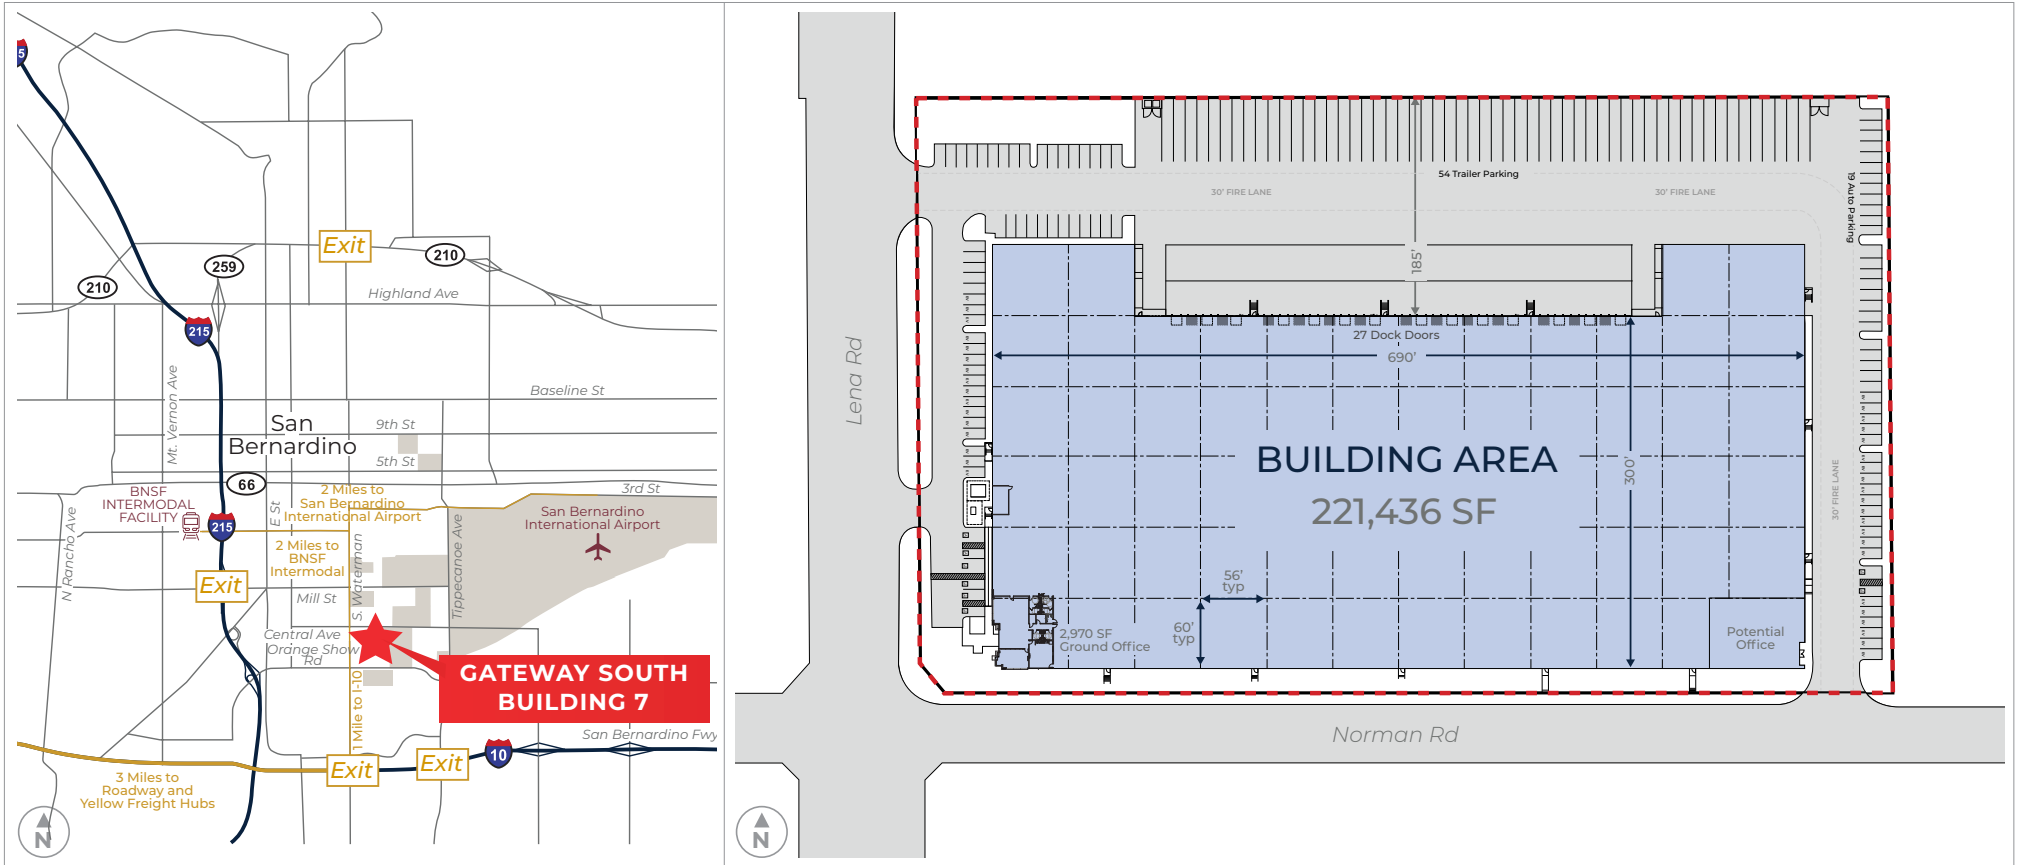 5
Exit
210
259
210
Highland Ave
215
Mt. Vernon Ave
Baseline St
San
Bernardino
9th St
5th St
66
3rd St
BNSF
INTERMODAL
FACILITY
215
E St
2 Miles to
San Bernardino
International Airport
San Bernardino
International Airport
N Rancho Ave
2 Miles to
BNSF
Intermodal
S. Waterman
Tippecanoe Ave
Exit
Mill St
Central Ave
Orange Show
Rd
GATEWAY SOUTH
BUILDING 7
1 Mile to I-10
San Bernardino Fwy
10
Exit
Exit
3 Miles to
Roadway and
Yellow Freight Hubs
N
Lena Rd
54 Trailer Parking
30' FIRE LANE
30' FIRE LANE
19 Auto Parking
185'
27 Dock Doors
690'
BUILDING AREA
221,436 SF
300'
30' FIRE LANE
56'
typ
60'
typ
2,970 SF
Ground Office
Potential
Office
Norman Rd
N